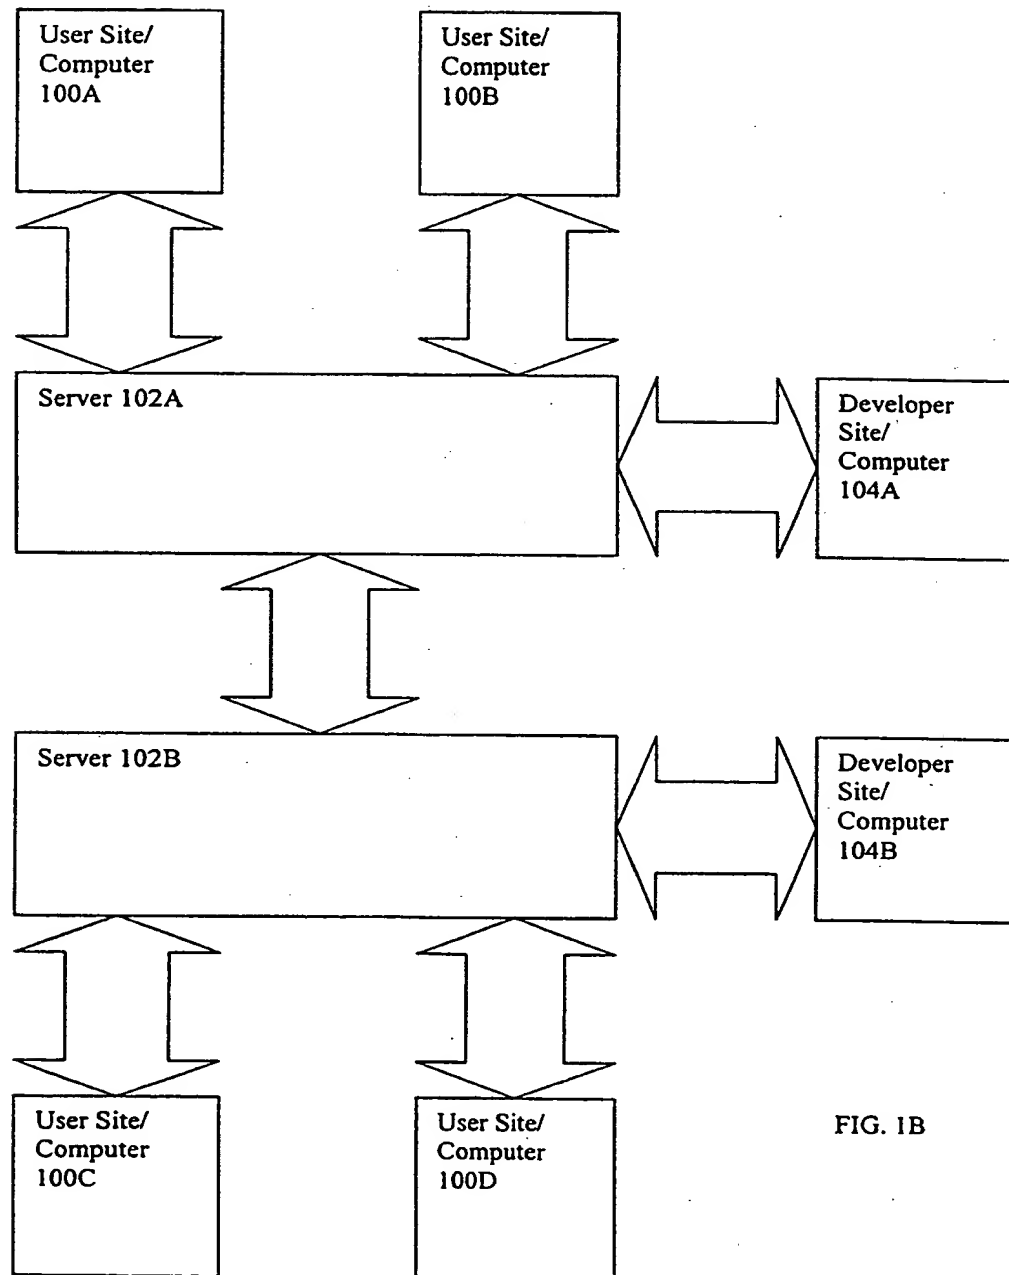 User Site/
Computer
100A
User Site/
Computer
100B
Server 102A
Developer
Site/
Computer
104A
Server 102B
Developer
Site/
Computer
104B
User Site/
Computer
100C
User Site/
Computer
100D
FIG. 1B